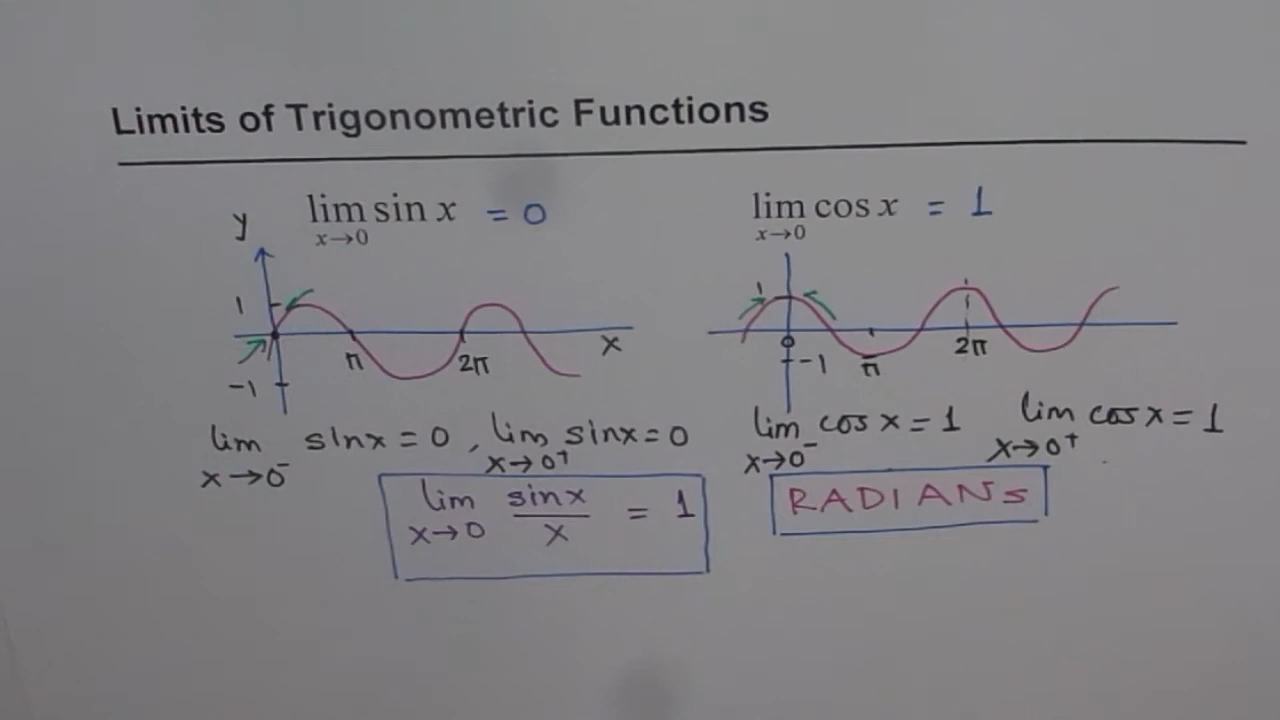 Limits of Trigonometric Functions
lim sin x = 0
x→0
lim cos x = 1
x→0
y
1
-1
π
2π
x
1
0
-1
π
2π
lim sinx = 0, lim sinx = 0
x→0⁻ x→0⁺
lim cos x = 1 lim cos x = 1
x→0⁻ x→0⁺
lim sinx/x = 1
x→0
RADIANS